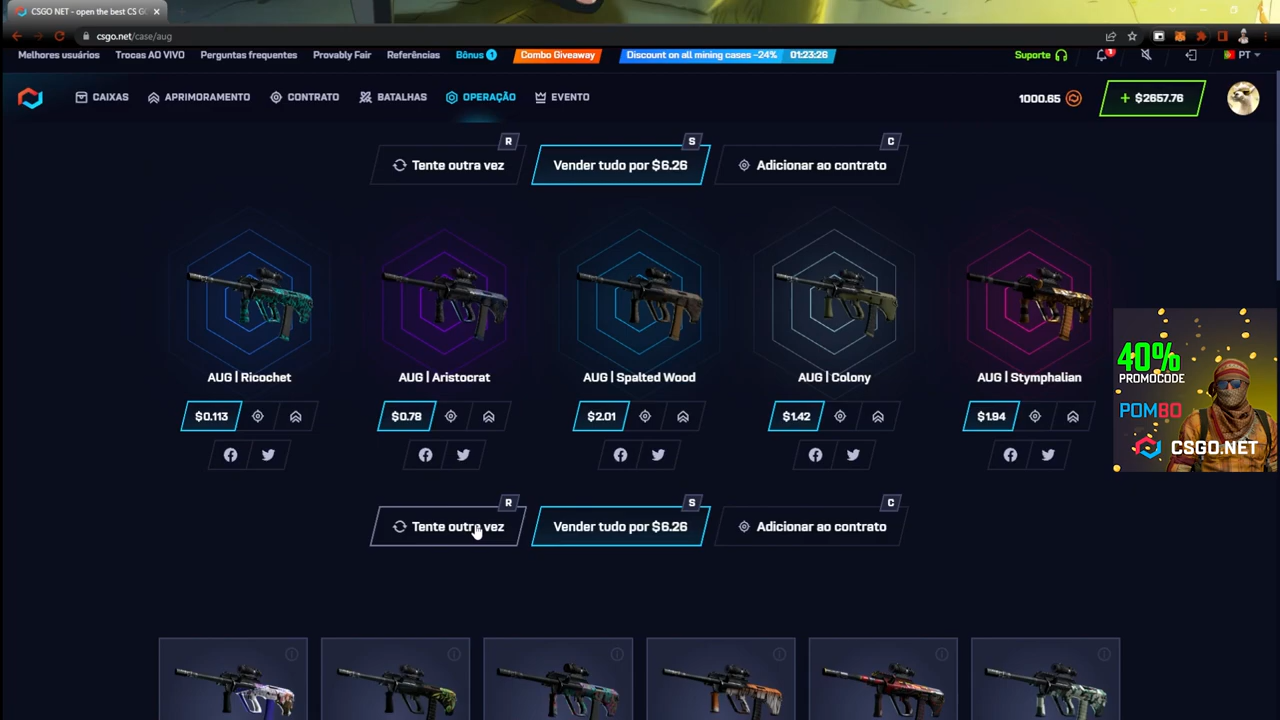 CSGO NET - open the best CS G
csgo.net/case/aug
Melhores usuários Trocas AO VIVO Perguntas frequentes Provably Fair Referências Bônus 1 Combo Giveaway Discount on all mining cases -24% 01:23:26 Suporte 1 PT
CAIXAS APRIMORAMENTO CONTRATO BATALHAS OPERAÇÃO EVENTO 1000.65 + $2657.76
R S C
Tente outra vez Vender tudo por $6.26 Adicionar ao contrato
AUG | Ricochet AUG | Aristocrat AUG | Spalted Wood AUG | Colony AUG | Stymphalian
$0.113 $0.78 $2.01 $1.42 $1.94
40%
PROMOCODE
POMBO
CSGO.NET
R S C
Tente outra vez Vender tudo por $6.26 Adicionar ao contrato